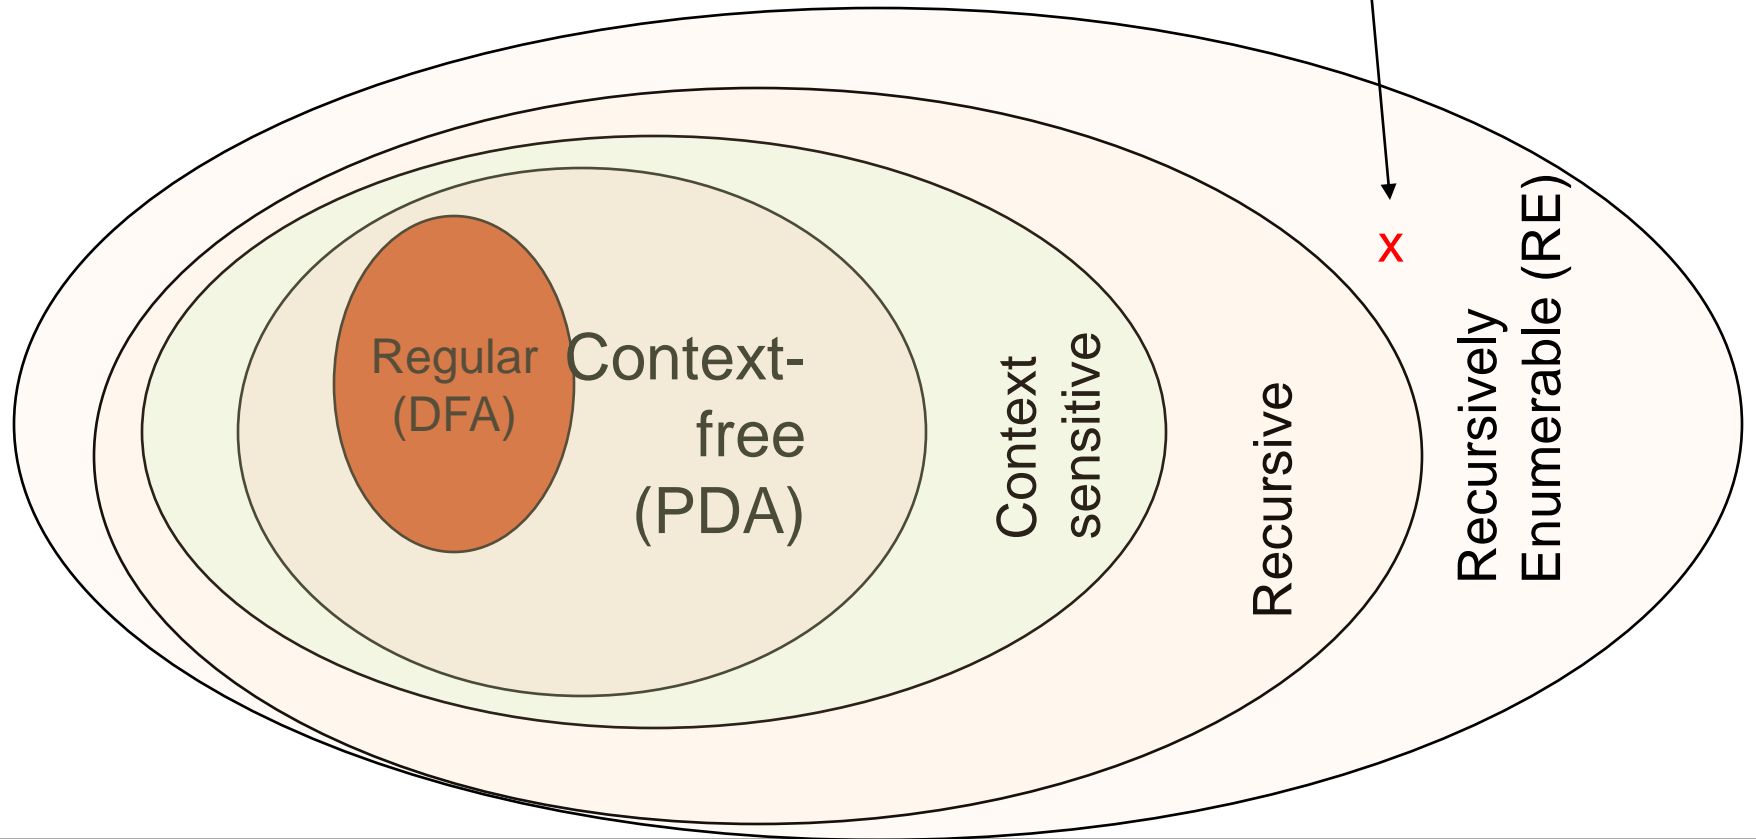 Regular
(DFA)
Context-
free
(PDA)
Context
sensitive
Recursive
x
Recursively
Enumerable (RE)